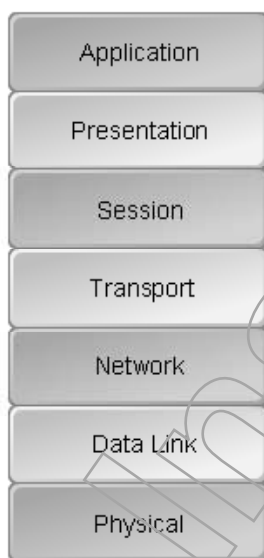 Application
Presentation
Session
Transport
Network
Data Link
Physical